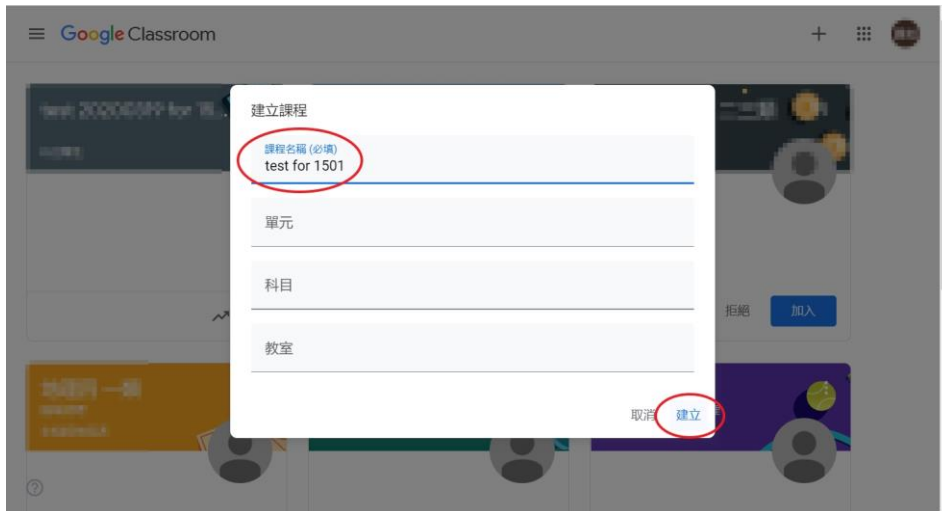 Google Classroom
建立課程
課程名稱 (必填)
test for 1501
單元
科目
教室
拒絕
加入
取消
建立